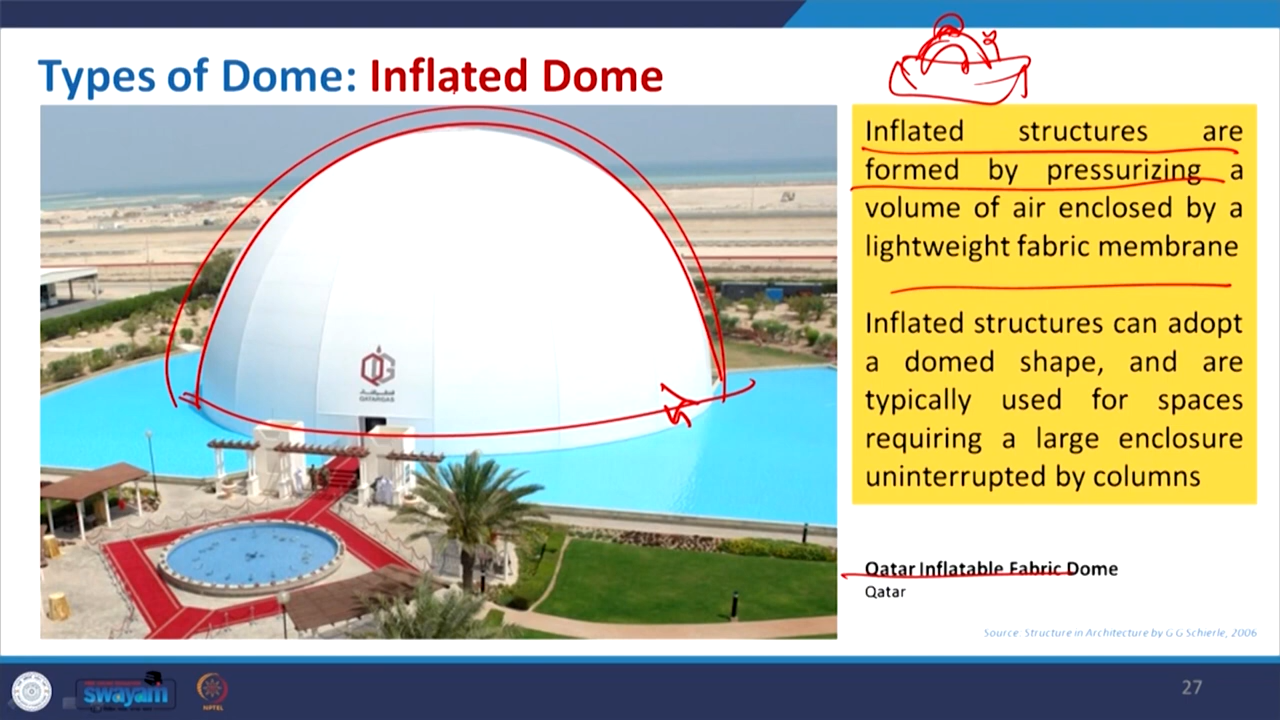 Types of Dome: Inflated Dome
Inflated structures are
formed by pressurizing a
volume of air enclosed by a
lightweight fabric membrane
Inflated structures can adopt
a domed shape, and are
typically used for spaces
requiring a large enclosure
uninterrupted by columns
QATARGAS
Qatar Inflatable Fabric Dome
Qatar
Source: Structure in Architecture by G G Schierle, 2006
swayam
NPTEL
27